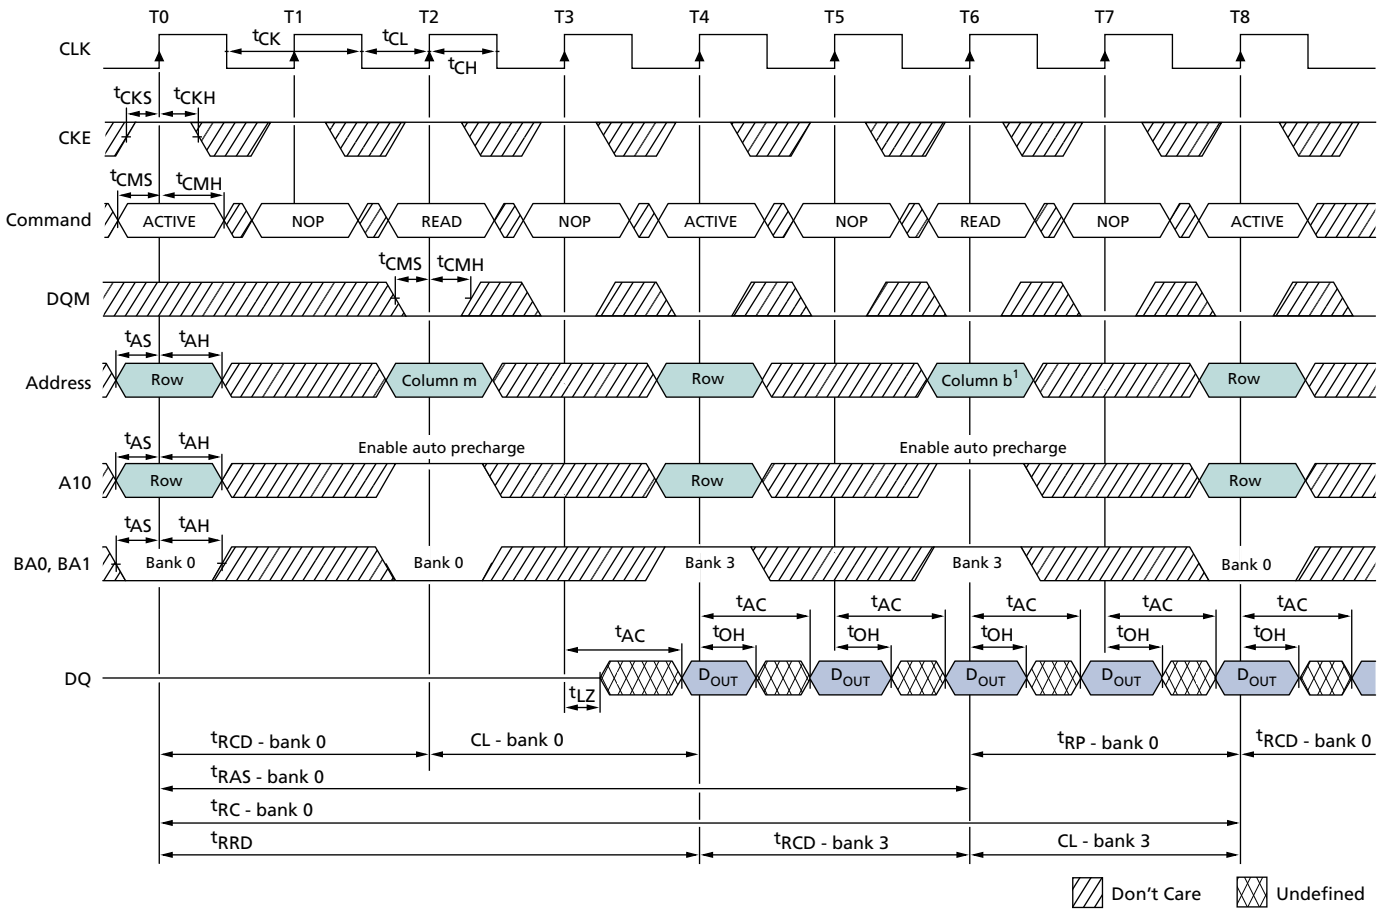 T0 T1 T2 T3 T4 T5 T6 T7 T8
CLK tCK tCL tCH
tCKS tCKH
CKE
tCMS tCMH
Command ACTIVE NOP READ NOP ACTIVE NOP READ NOP ACTIVE
tCMS tCMH
DQM
tAS tAH
Address Row Column m Row Column b1 Row
tAS tAH Enable auto precharge Enable auto precharge
A10 Row Row Row
tAS tAH
BA0, BA1 Bank 0 Bank 0 Bank 3 Bank 3 Bank 0
tAC tAC tAC tAC tAC
tAC tOH tOH tOH tOH tOH
DQ DOUT DOUT DOUT DOUT DOUT
tLZ
tRCD - bank 0 CL - bank 0 tRP - bank 0 tRCD - bank 0
tRAS - bank 0
tRC - bank 0
tRRD tRCD - bank 3 CL - bank 3
Don't Care Undefined